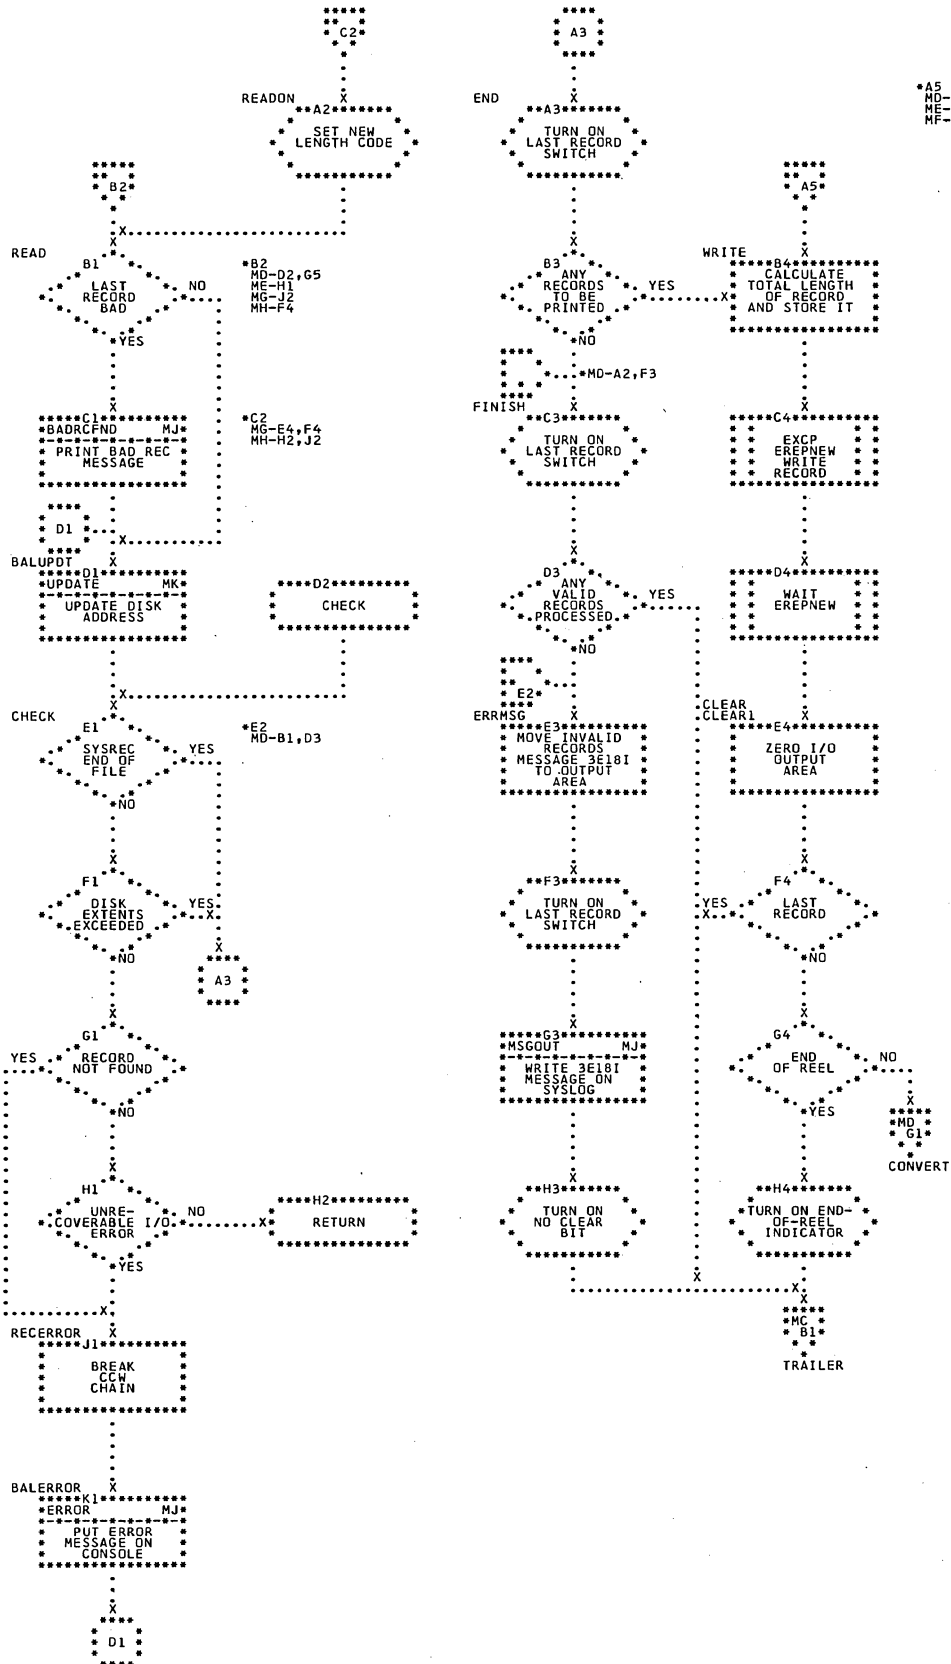 C2
A3
*A5
MD-
ME-
MF-
READON
A2
SET NEW
LENGTH CODE
END
A3
TURN ON
LAST RECORD
SWITCH
B2
A5
READ
B1
LAST
RECORD
BAD
NO
YES
*B2
MD-D2,G5
ME-H1
MG-J2
MH-F4
B3
ANY
RECORDS
TO BE
PRINTED
YES
NO
WRITE
B4
CALCULATE
TOTAL LENGTH
OF RECORD
AND STORE IT
*MD-A2,F3
FINISH
C1
*BADRCFND MJ*
PRINT BAD REC
MESSAGE
*C2
MG-E4,F4
MH-H2,J2
C3
TURN ON
LAST RECORD
SWITCH
C4
EXCP
EREPNEW
WRITE
RECORD
D1
BALUPDT
D1
*UPDATE MK*
UPDATE DISK
ADDRESS
D2
CHECK
D3
ANY
VALID
RECORDS
PROCESSED
YES
NO
D4
WAIT
EREPNEW
E2*
CHECK
E1
SYSREC
END OF
FILE
YES
NO
*E2
MD-B1,D3
ERRMSG
E3
MOVE INVALID
RECORDS
MESSAGE 3E18I
TO OUTPUT
AREA
CLEAR
CLEAR1
E4
ZERO I/O
OUTPUT
AREA
F1
DISK
EXTENTS
EXCEEDED
YES
NO
F3
TURN ON
LAST RECORD
SWITCH
F4
LAST
RECORD
YES
NO
A3
G1
RECORD
NOT FOUND
YES
NO
G3
*MSGOUT MJ*
WRITE 3E18I
MESSAGE ON
SYSLOG
G4
END
OF REEL
NO
YES
*MD
G1*
CONVERT
H1
UNRE-
COVERABLE I/O
ERROR
NO
YES
H2
RETURN
H3
TURN ON
NO CLEAR
BIT
H4
TURN ON END-
OF-REEL
INDICATOR
*MC
B1*
TRAILER
RECERROR
J1
BREAK
CCW
CHAIN
BALERROR
K1
*ERROR MJ*
PUT ERROR
MESSAGE ON
CONSOLE
D1